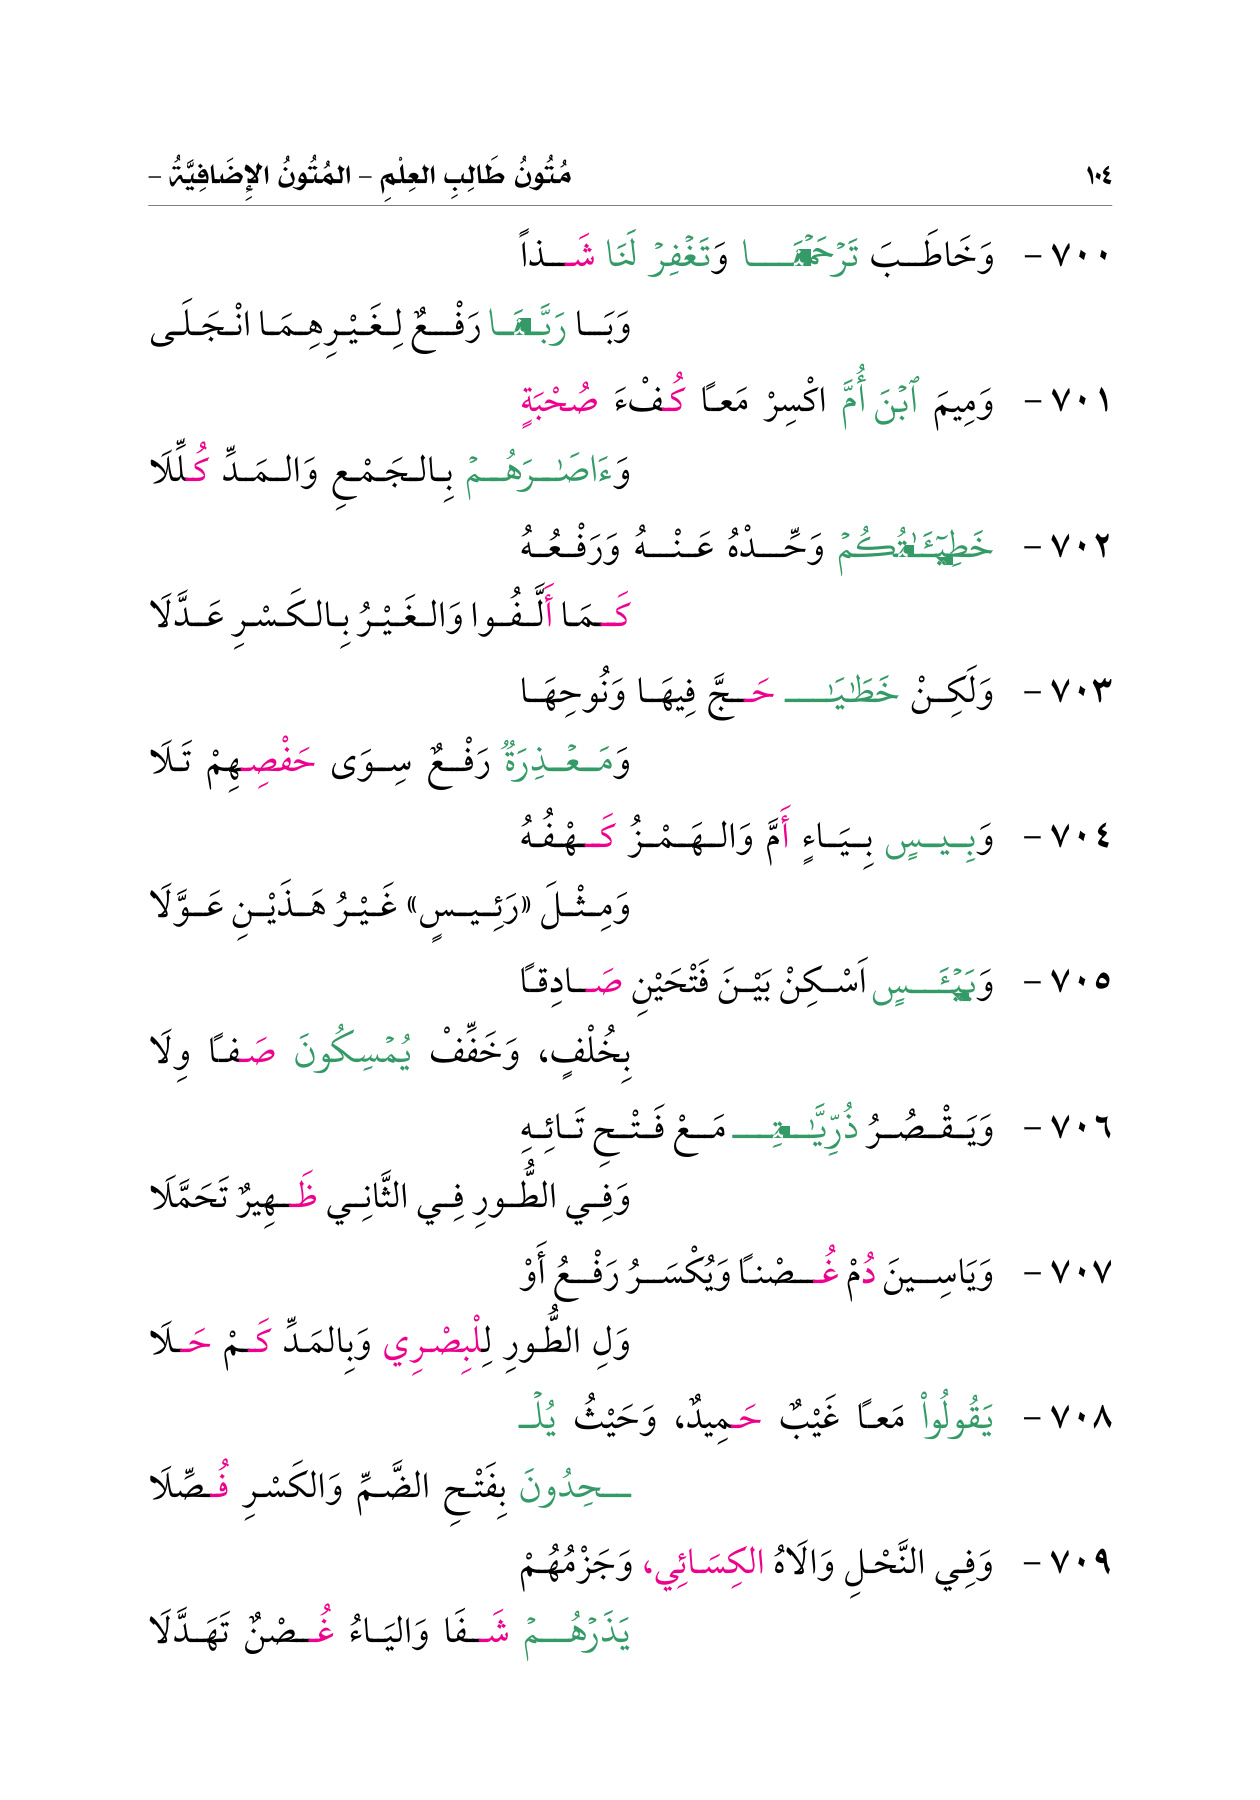 ١٠٤ مُتُونُ طَالِبِ العِلْمِ – المُتُونُ الإِضَافِيَّةُ –
٧٠٠ – وَخَاطَبَ تَرْحَمْنَا وَتَغْفِرْ لَنَا شَذاً
وَبَا رَبَّنَا رَفْعٌ لِغَيْرِهِمَا انْجَلَى
٧٠١ – وَمِيمَ ٱبْنَ أُمَّ اكْسِرْ مَعًا كُفْءَ صُحْبَةٍ
وَءَاصَٰرَهُمْ بِالجَمْعِ وَالمَدِّ كُلِّلَا
٧٠٢ – خَطِيٓـَٰٔتُكُمْ وَحِّدْهُ عَنْهُ وَرَفْعُهُ
كَمَا أَلَّفُوا وَالغَيْرُ بِالكَسْرِ عَدَّلَا
٧٠٣ – وَلَكِنْ خَطَٰيَٰ حَجَّ فِيهَا وَنُوحِهَا
وَمَعْذِرَةٌ رَفْعٌ سِوَى حَفْصِهِمْ تَلَا
٧٠٤ – وَبِيسٍ بِيَاءٍ أَمَّ وَالهَمْزُ كَهْفُهُ
وَمِثْلَ «رَئِيسٍ» غَيْرُ هَذَيْنِ عَوَّلَا
٧٠٥ – وَبَيْـَٔسٍ اَسْكِنْ بَيْنَ فَتْحَيْنِ صَادِقًا
بِخُلْفٍ، وَخَفِّفْ يُمْسِكُونَ صَفًا وِلَا
٧٠٦ – وَيَقْصُرُ ذُرِّيَّٰتِ مَعْ فَتْحِ تَائِهِ
وَفِي الطُّورِ فِي الثَّانِي ظَهِيرٌ تَحَمَّلَا
٧٠٧ – وَيَاسِينَ دُمْ غُصْنًا وَيُكْسَرُ رَفْعُ أَوْ
وَلِ الطُّورِ لِلْبِصْرِي وَبِالمَدِّ كَمْ حَلَا
٧٠٨ – يَقُولُواْ مَعًا غَيْبٌ حَمِيدٌ، وَحَيْثُ يُلْـ
ـحِدُونَ بِفَتْحِ الضَّمِّ وَالكَسْرِ فُصِّلَا
٧٠٩ – وَفِي النَّحْلِ وَالَاهُ الكِسَائِي، وَجَزْمُهُمْ
يَذَرْهُمْ شَفَا وَاليَاءُ غُصْنٌ تَهَدَّلَا